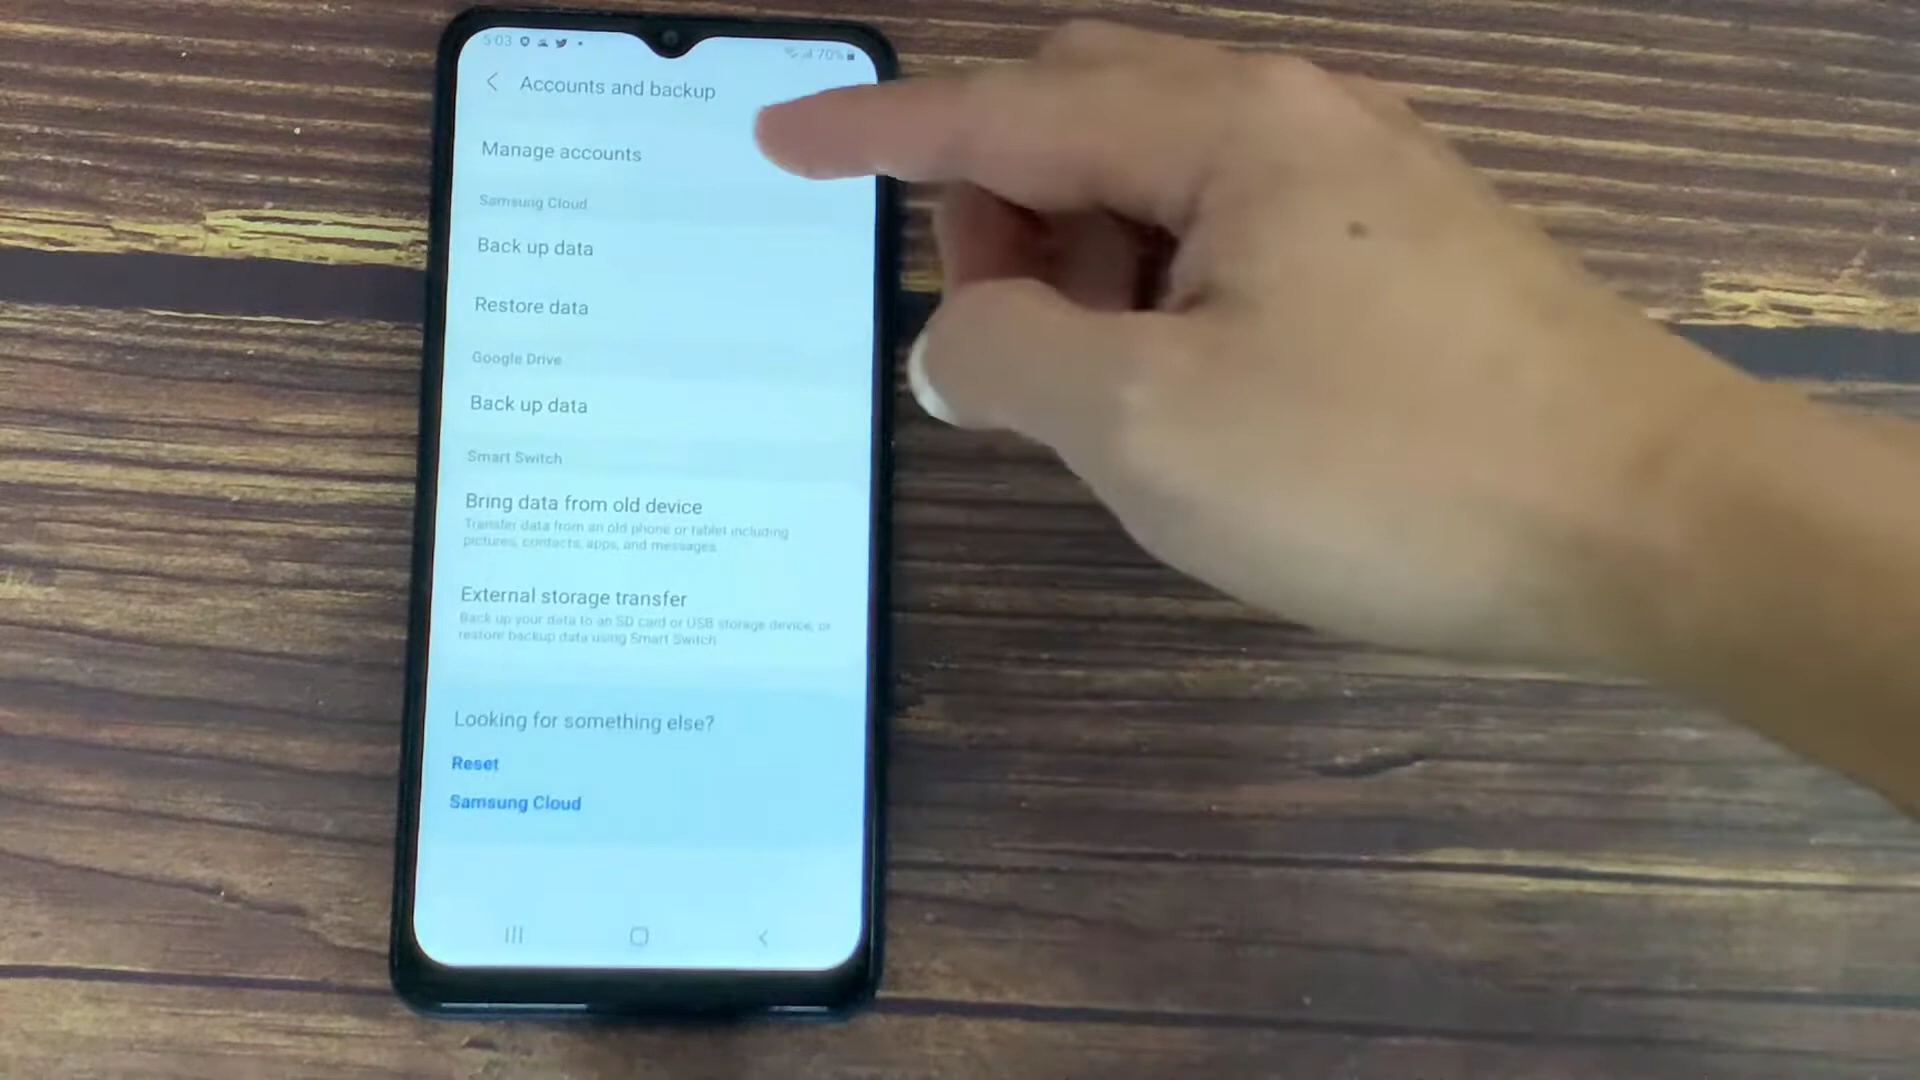 5:03
70%
Accounts and backup
Manage accounts
Samsung Cloud
Back up data
Restore data
Google Drive
Back up data
Smart Switch
Bring data from old device
Transfer data from an old phone or tablet including
pictures, contacts, apps, and messages.
External storage transfer
Back up your data to an SD card or USB storage device, or
restore backup data using Smart Switch.
Looking for something else?
Reset
Samsung Cloud